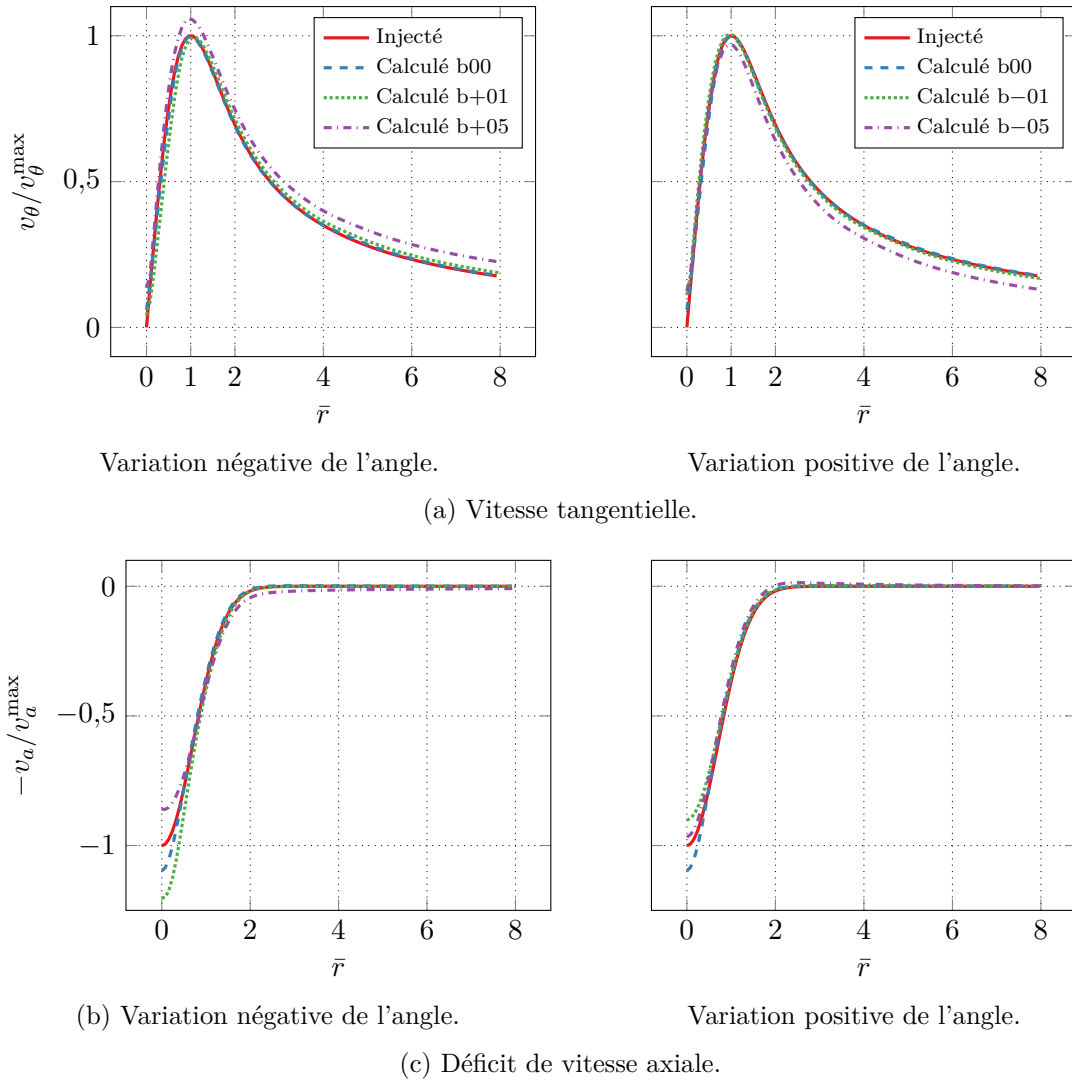 1
0,5
0
v_θ/v_θ^max
Injecté
Calculé b00
Calculé b+01
Calculé b+05
0 1 2 4 6 8
r̄
Variation négative de l'angle.
Injecté
Calculé b00
Calculé b−01
Calculé b−05
0 1 2 4 6 8
r̄
Variation positive de l'angle.
(a) Vitesse tangentielle.
0
−0,5
−1
−v_a/v_a^max
0 2 4 6 8
r̄
(b) Variation négative de l'angle.
0 2 4 6 8
r̄
Variation positive de l'angle.
(c) Déficit de vitesse axiale.